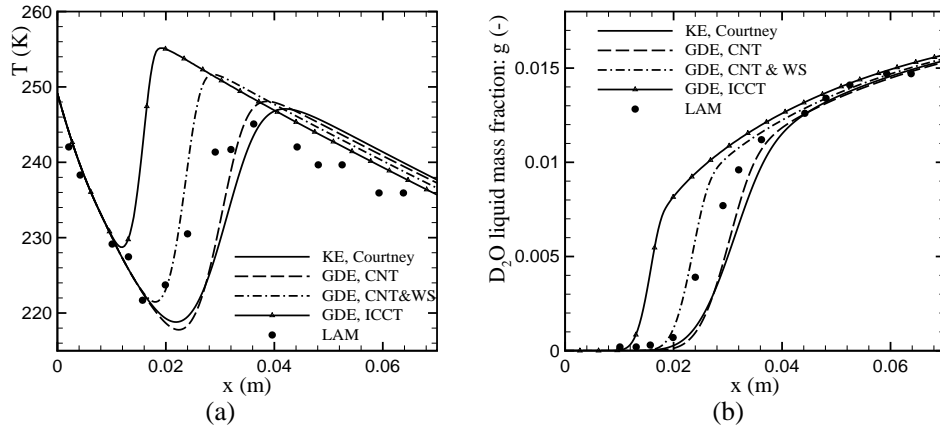 T (K)
250
240
230
220
0
0.02
0.04
0.06
x (m)
KE, Courtney
GDE, CNT
GDE, CNT&WS
GDE, ICCT
LAM
(a)
D₂O liquid mass fraction: g (-)
0.015
0.01
0.005
0
0
0.02
0.04
0.06
x (m)
KE, Courtney
GDE, CNT
GDE, CNT & WS
GDE, ICCT
LAM
(b)